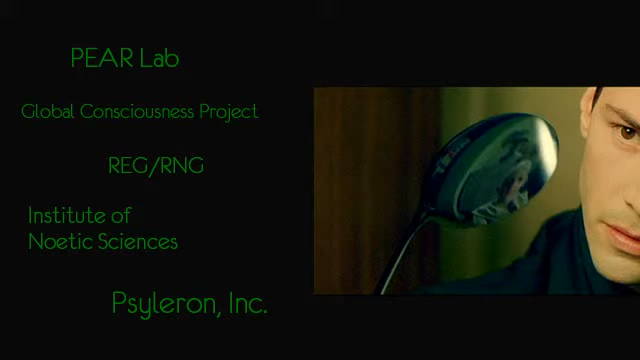 PEAR Lab
Global Consciousness Project
REG/RNG
Institute of
Noetic Sciences
Psyleron, Inc.